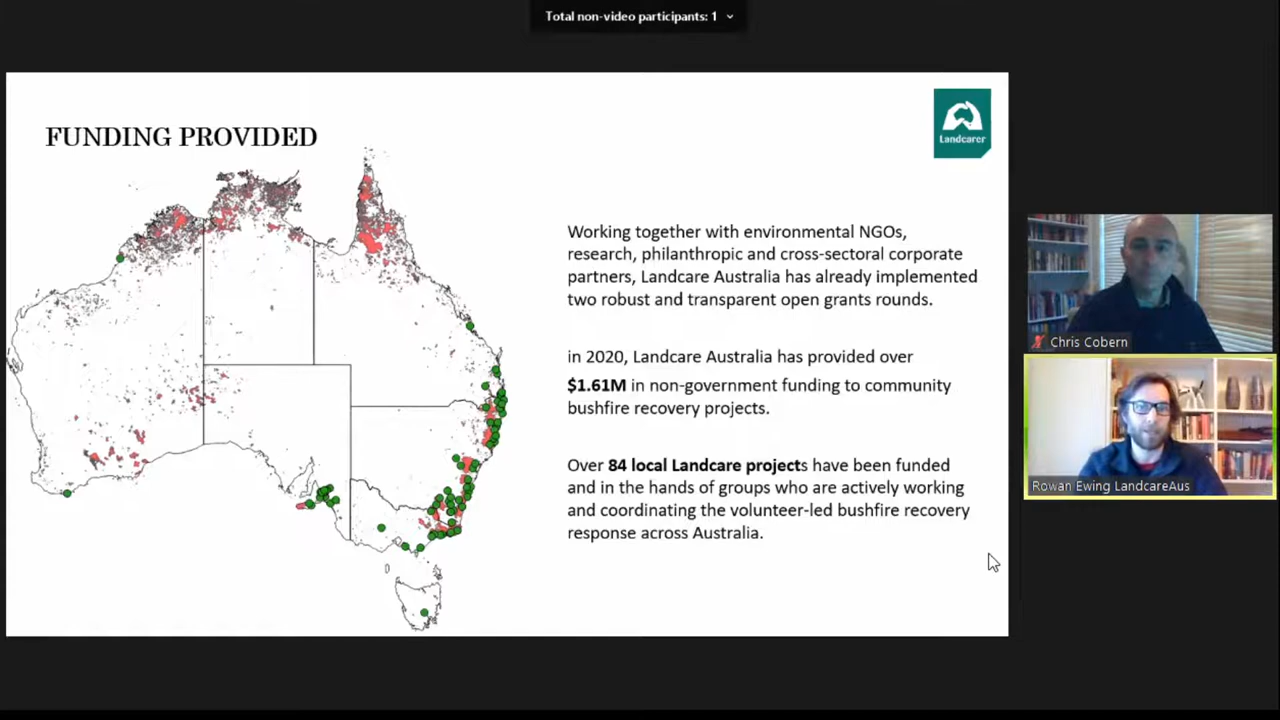 Total non-video participants: 1
FUNDING PROVIDED
Landcarer
Working together with environmental NGOs,
research, philanthropic and cross-sectoral corporate
partners, Landcare Australia has already implemented
two robust and transparent open grants rounds.
in 2020, Landcare Australia has provided over
$1.61M in non-government funding to community
bushfire recovery projects.
Over 84 local Landcare projects have been funded
and in the hands of groups who are actively working
and coordinating the volunteer-led bushfire recovery
response across Australia.
Chris Cobern
Rowan Ewing LandcareAus